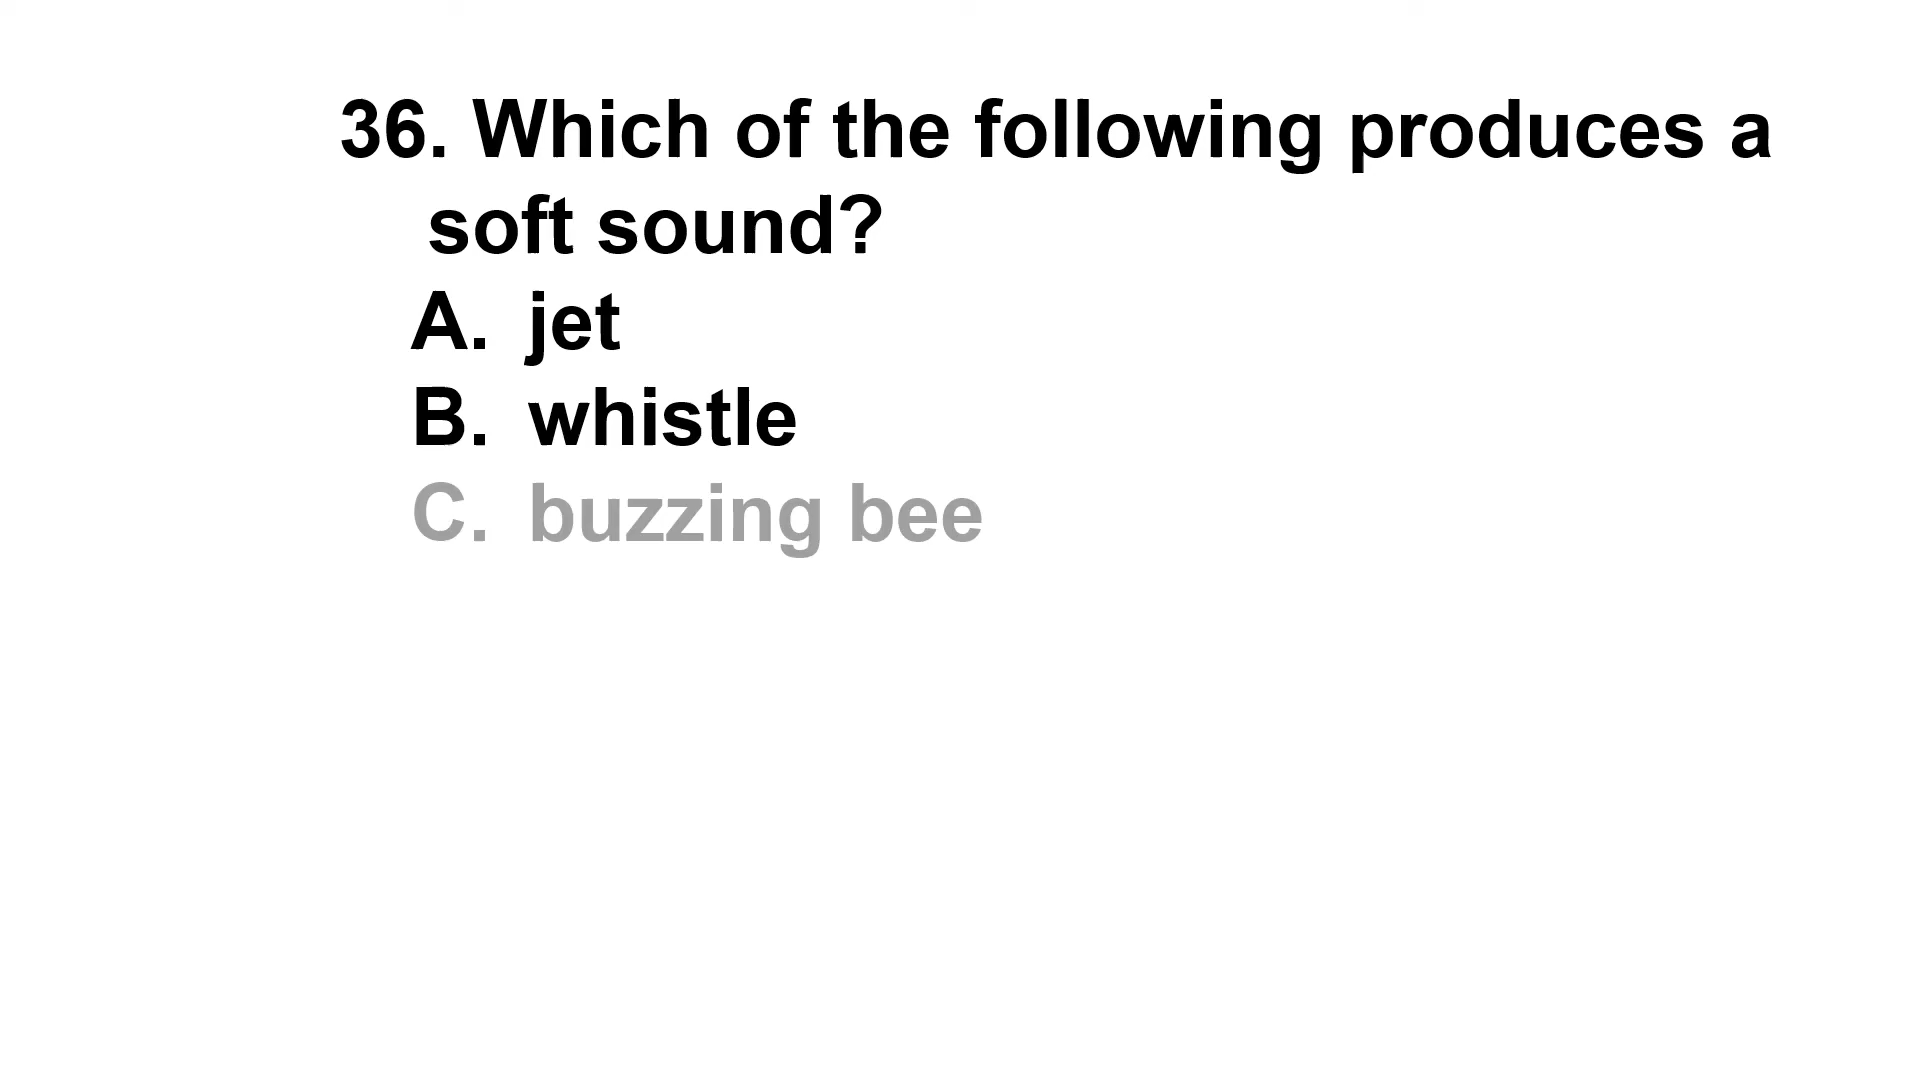 36. Which of the following produces a
soft sound?
A. jet
B. whistle
C. buzzing bee